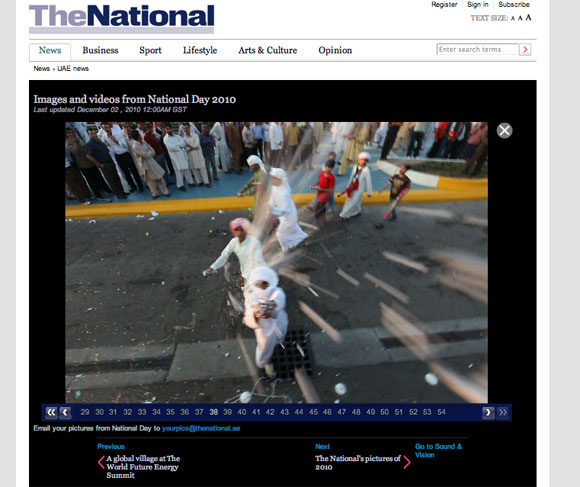 Register Sign in Subscribe
TheNational
TEXT SIZE: A A A
News Business Sport Lifestyle Arts & Culture Opinion
Enter search terms
News » UAE news
Images and videos from National Day 2010
Last updated December 02 , 2010 12:00AM GST
29 30 31 32 33 34 35 36 37 38 39 40 41 42 43 44 45 46 47 48 49 50 51 52 53 54
Email your pictures from National Day to yourpics@thenational.ae
Previous
A global village at The
World Future Energy
Summit
Next
The National's pictures of
2010
Go to Sound &
Vision